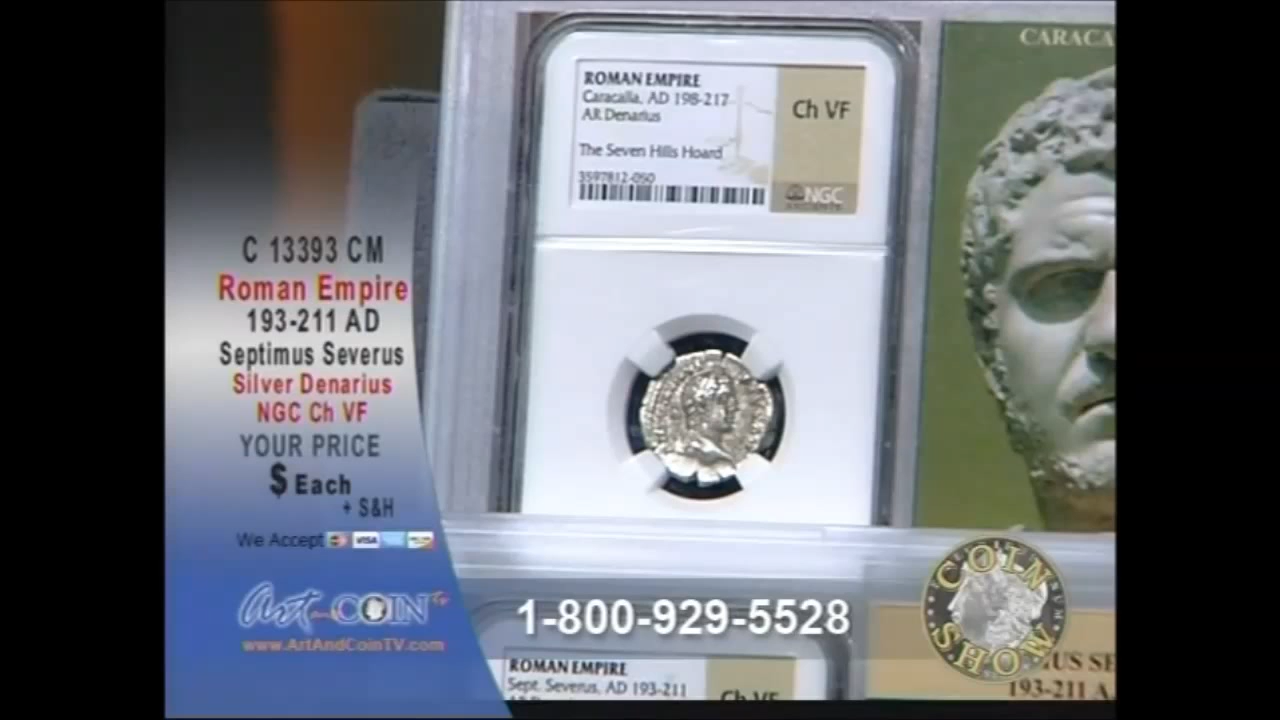 C 13393 CM
Roman Empire
193-211 AD
Septimus Severus
Silver Denarius
NGC Ch VF
YOUR PRICE
$ Each
+ S&H
We Accept VISA
Art and COIN tv
www.ArtAndCoinTV.com
ROMAN EMPIRE
Caracalla, AD 198-217
AR Denarius
The Seven Hills Hoard
3597812-050
Ch VF
NGC
CARACA
1-800-929-5528
COIN
SHOW
ROMAN EMPIRE
Sept. Severus, AD 193-211
Ch VF
US SE
193-211 A